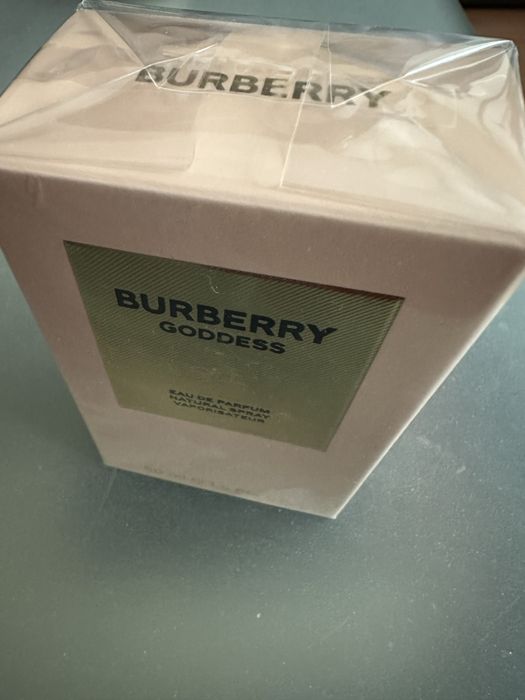 BURBERRY
BURBERRY
GODDESS
EAU DE PARFUM
NATURAL SPRAY
VAPORISATEUR